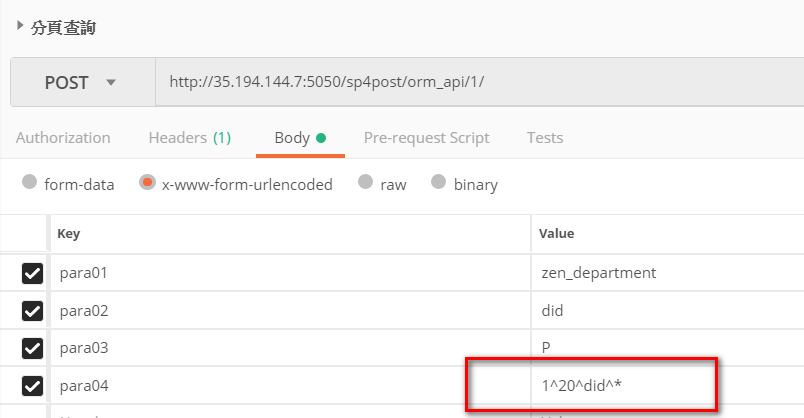 分頁查詢
POST http://35.194.144.7:5050/sp4post/orm_api/1/
Authorization Headers (1) Body Pre-request Script Tests
form-data x-www-form-urlencoded raw binary
Key Value
para01 zen_department
para02 did
para03 P
para04 1^20^did^*